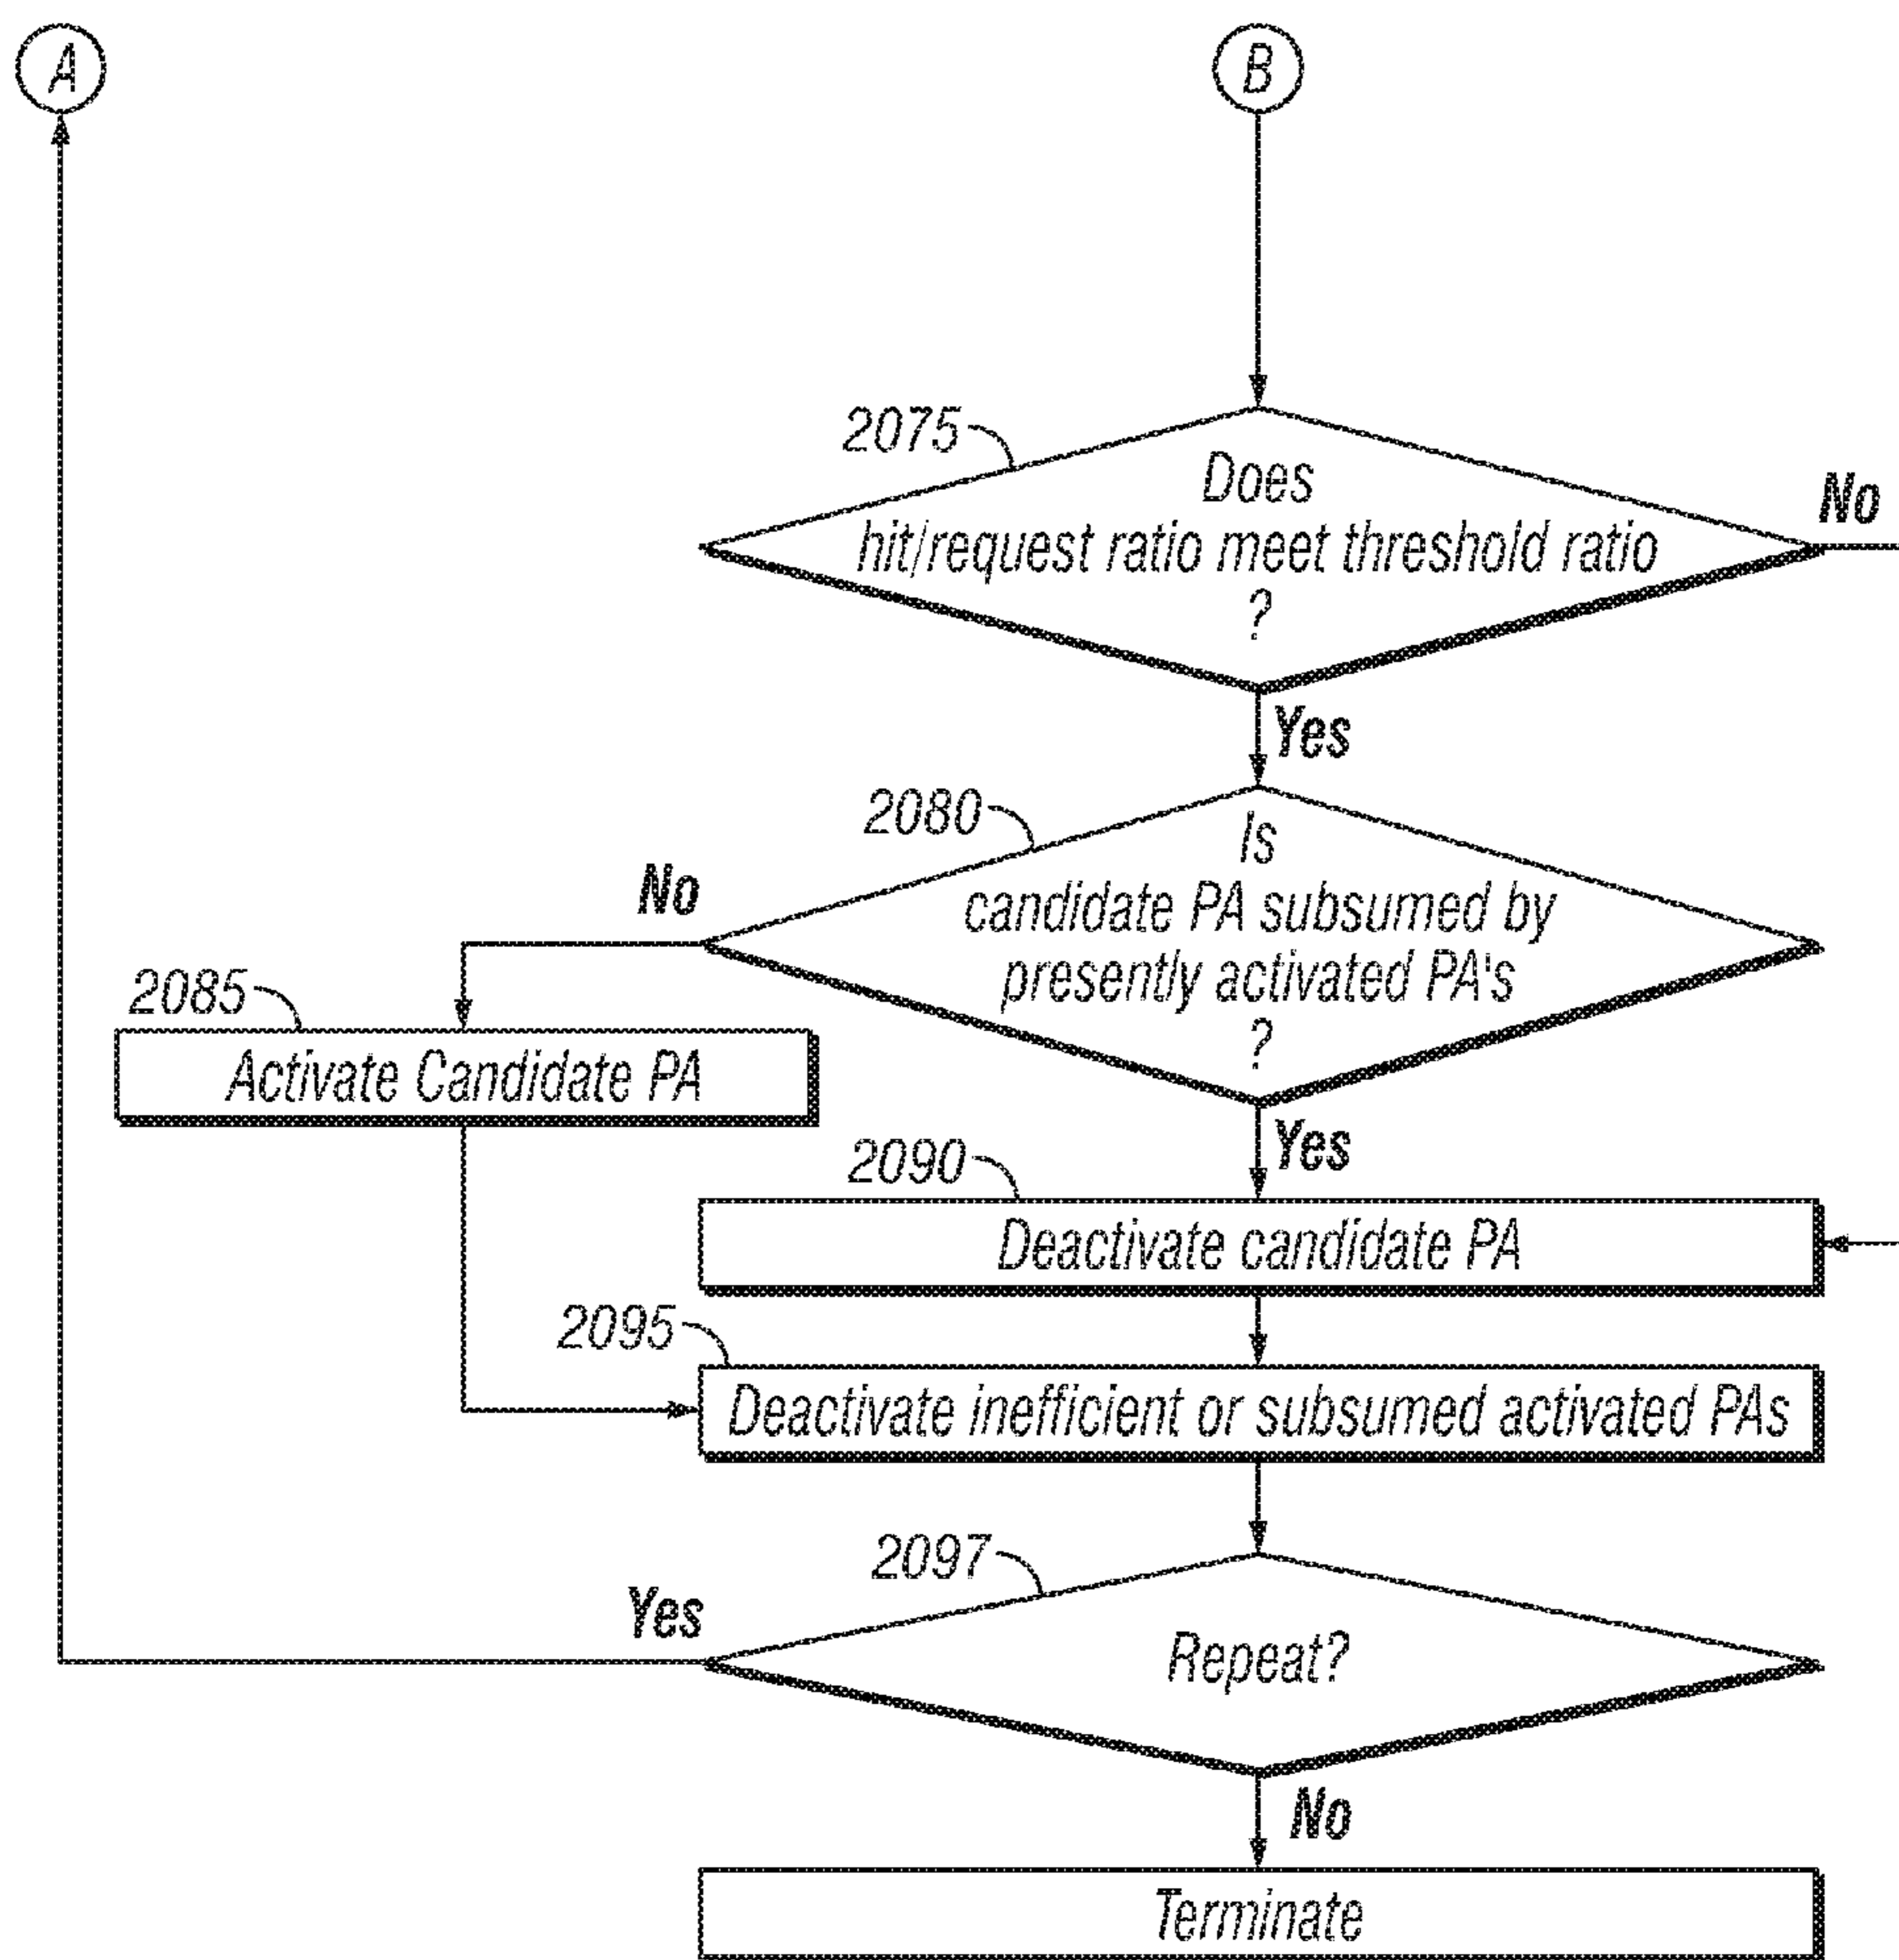 A
B
2075
Does
hit/request ratio meet threshold ratio
?
No
Yes
2080
Is
candidate PA subsumed by
presently activated PA's
?
No
2085
Activate Candidate PA
Yes
2090
Deactivate candidate PA
2095
Deactivate inefficient or subsumed activated PAs
2097
Yes
Repeat?
No
Terminate